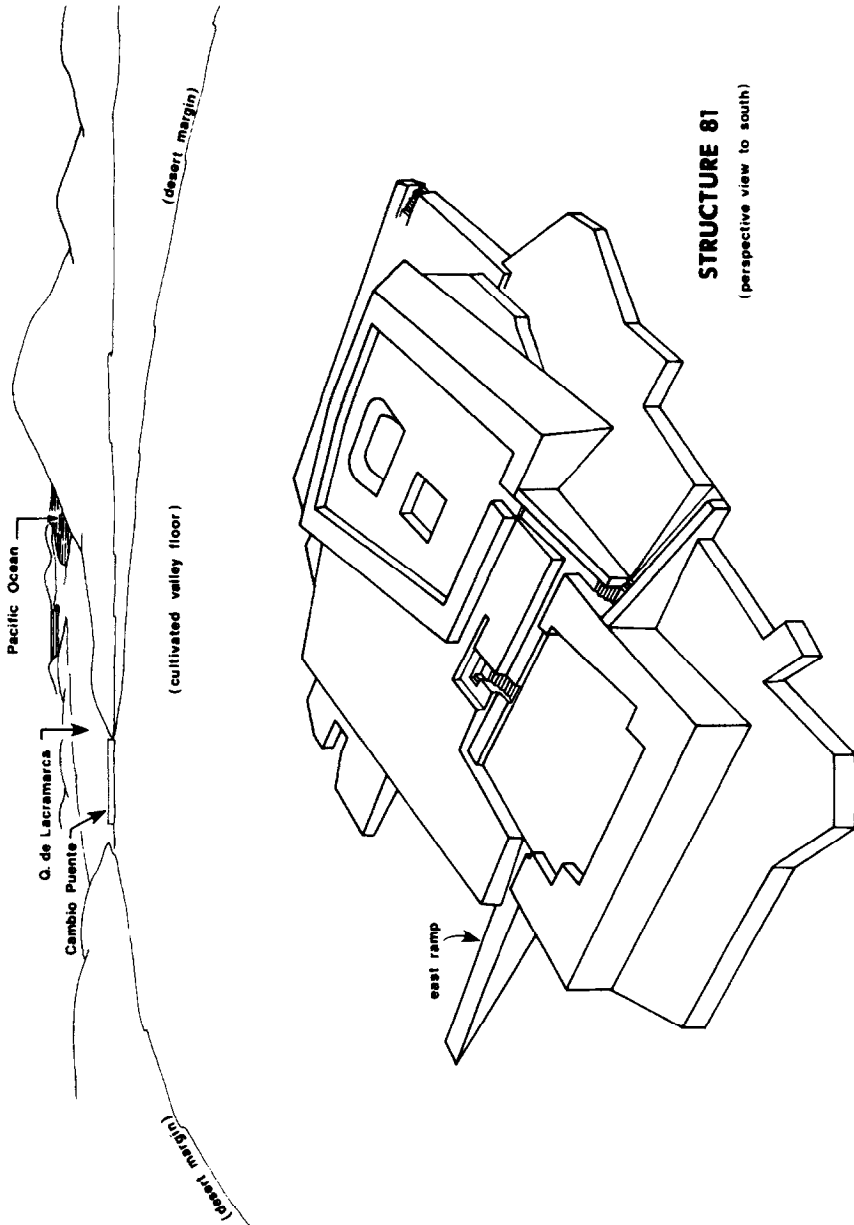 Pacific Ocean
Q. de Lacramarca
Cambio Puente
(desert margin)
(cultivated valley floor)
(desert margin)
east ramp
STRUCTURE 81
(perspective view to south)